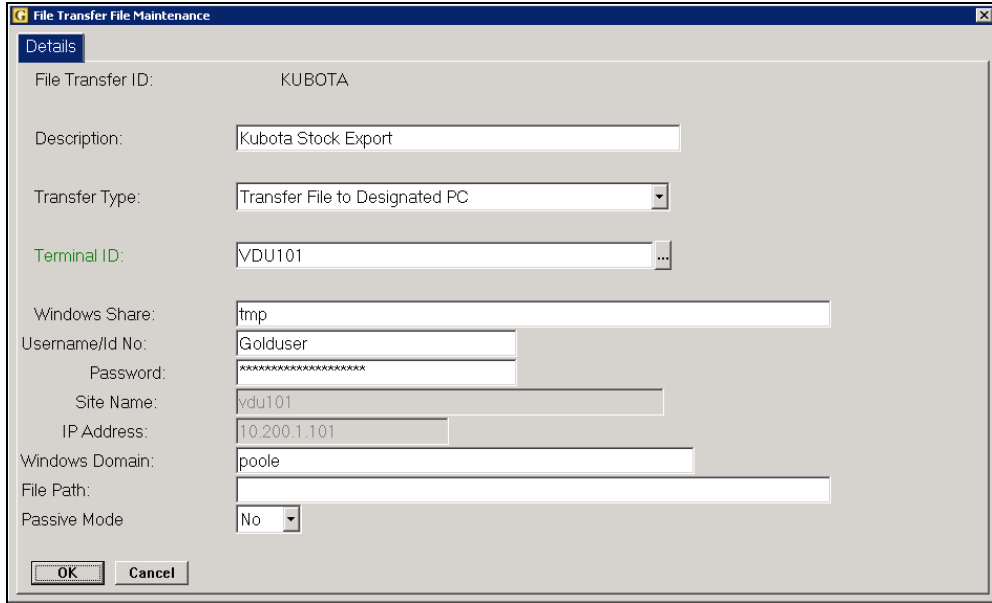 G File Transfer File Maintenance
Details
File Transfer ID: KUBOTA
Description: Kubota Stock Export
Transfer Type: Transfer File to Designated PC
Terminal ID: VDU101 ...
Windows Share: tmp
Username/Id No: Golduser
Password: ********************
Site Name: vdu101
IP Address: 10.200.1.101
Windows Domain: poole
File Path:
Passive Mode No
OK Cancel